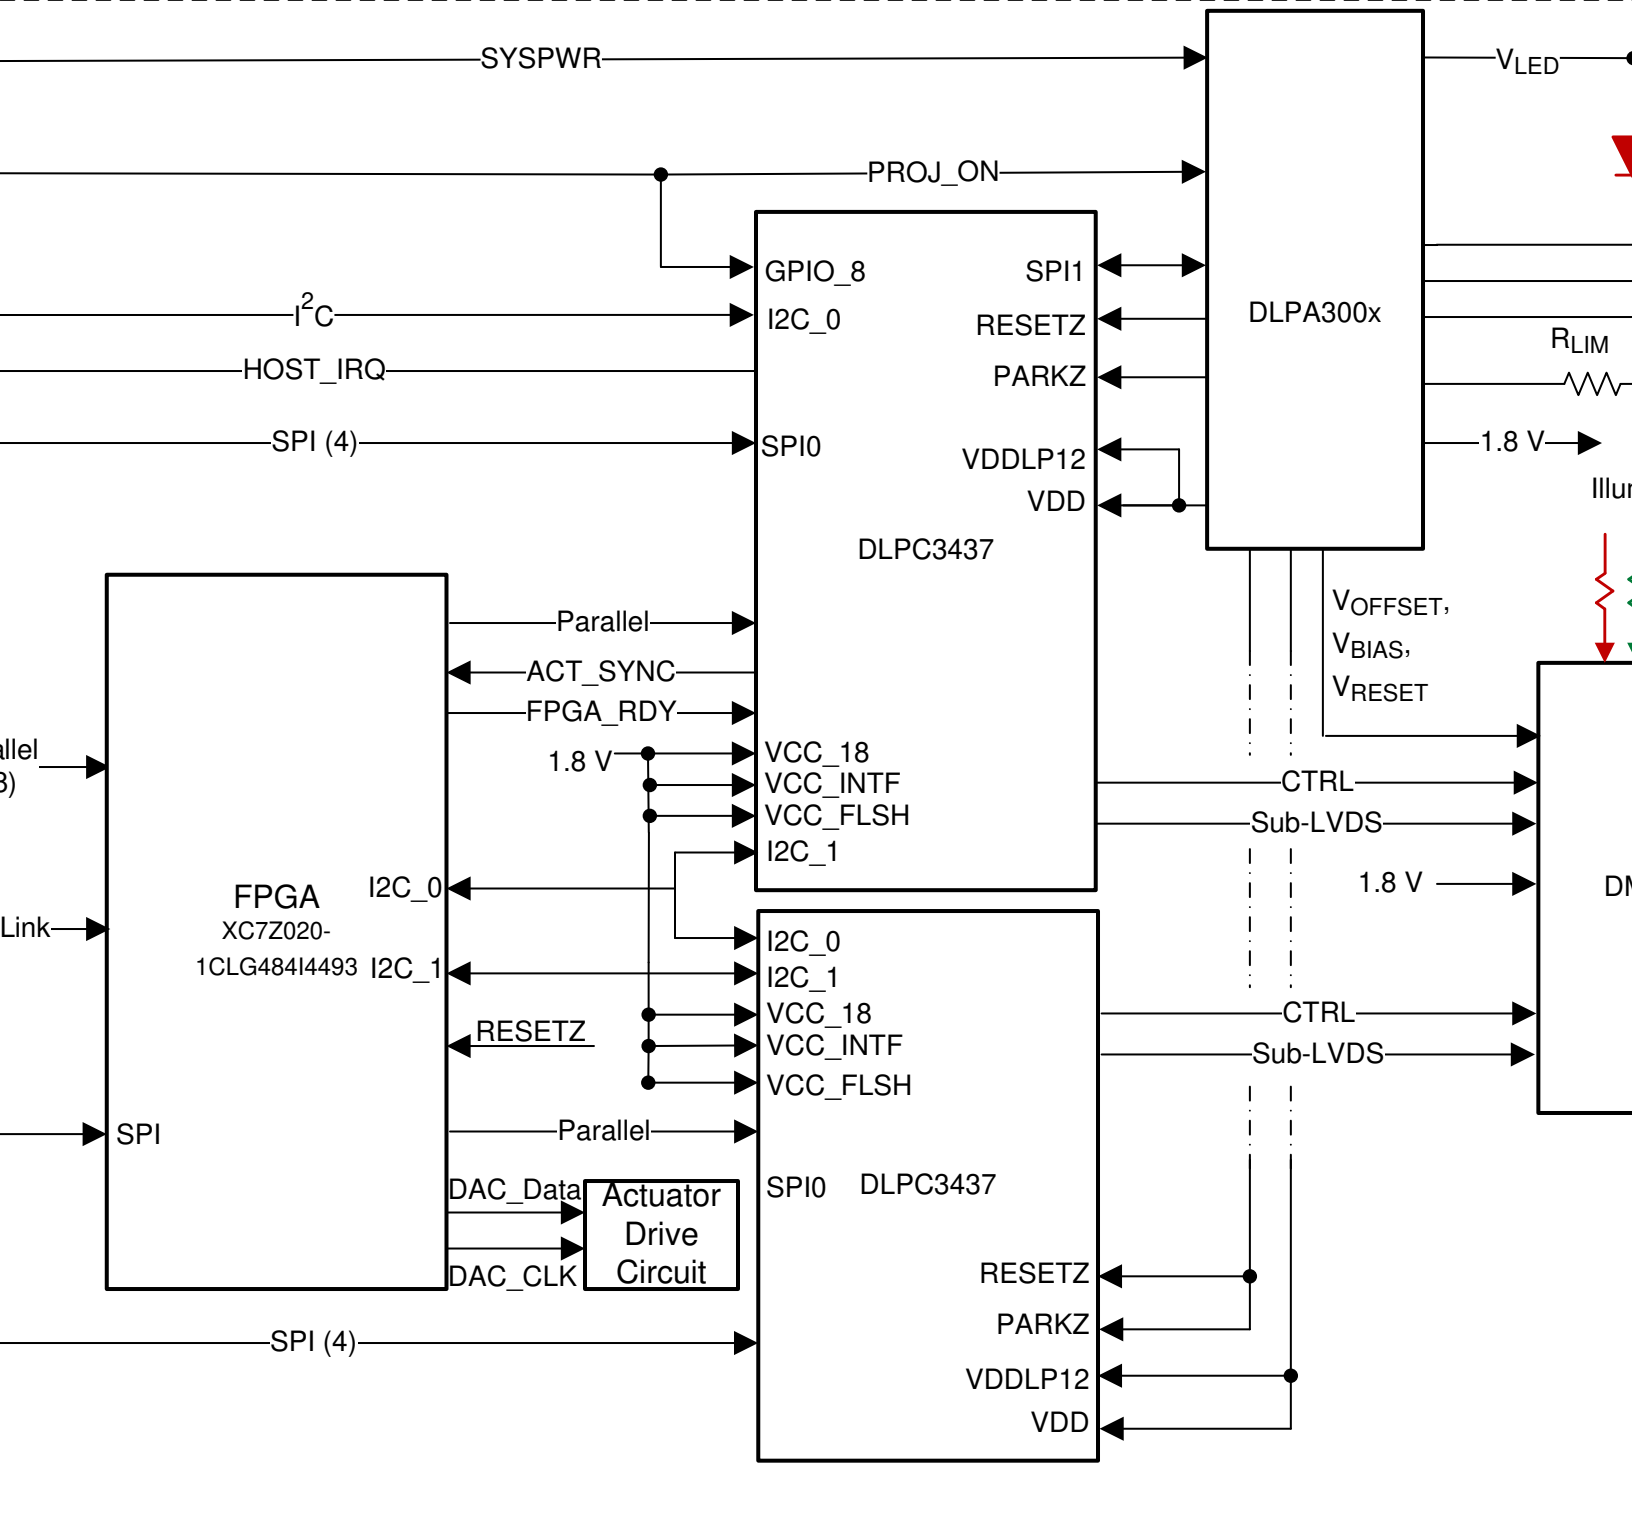 SYSPWR
VLED
PROJ_ON
GPIO_8
SPI1
I2C
I2C_0
RESETZ
DLPA300x
RLIM
HOST_IRQ
PARKZ
SPI (4)
SPI0
VDDLP12
1.8 V
VDD
DLPC3437
VOFFSET,
VBIAS,
VRESET
Parallel
ACT_SYNC
FPGA_RDY
1.8 V
VCC_18
VCC_INTF
VCC_FLSH
I2C_1
CTRL
Sub-LVDS
1.8 V
FPGA
XC7Z020-
1CLG484I4493
I2C_0
I2C_1
RESETZ
SPI
Link
I2C_0
I2C_1
VCC_18
VCC_INTF
VCC_FLSH
CTRL
Sub-LVDS
Parallel
SPI0
DLPC3437
DAC_Data
DAC_CLK
Actuator
Drive
Circuit
RESETZ
PARKZ
SPI (4)
VDDLP12
VDD